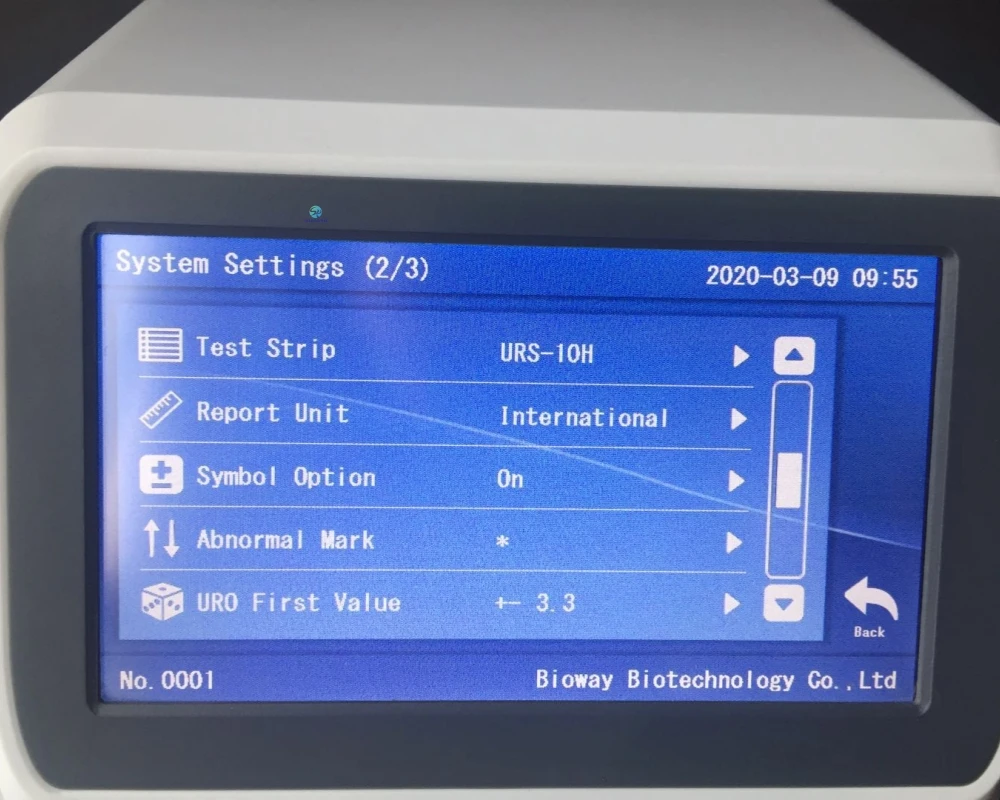 System Settings (2/3)
2020-03-09 09:55
Test Strip URS-10H
Report Unit International
Symbol Option On
Abnormal Mark *
URO First Value +- 3.3
Back
No.0001 Bioway Biotechnology Co.,Ltd